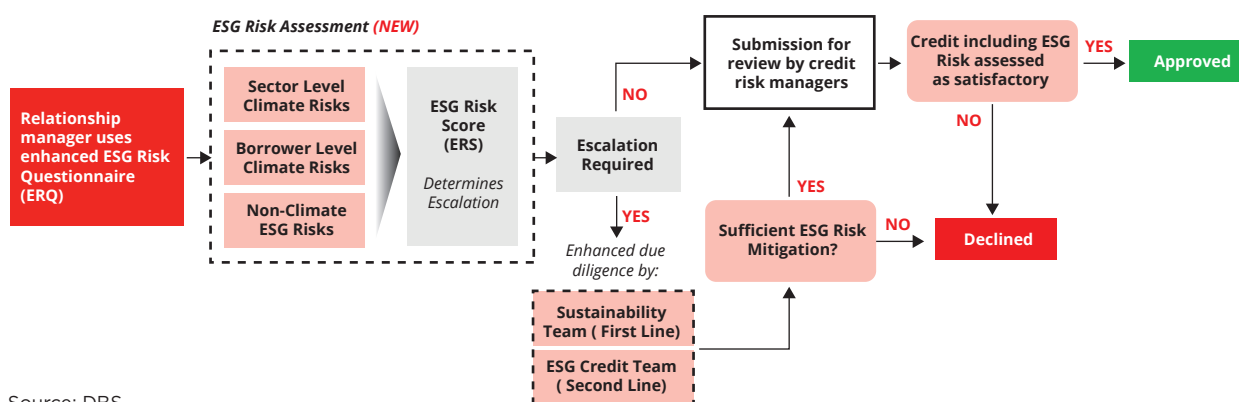 ESG Risk Assessment (NEW)
Relationship
manager uses
enhanced ESG Risk
Questionnaire
(ERQ)
Sector Level
Climate Risks
Borrower Level
Climate Risks
Non-Climate
ESG Risks
ESG Risk
Score
(ERS)
Determines
Escalation
Escalation
Required
NO
YES
Enhanced due
diligence by:
Sustainability
Team ( First Line)
ESG Credit Team
( Second Line)
Sufficient ESG Risk
Mitigation?
YES
NO
Submission for
review by credit
risk managers
Credit including ESG
Risk assessed
as satisfactory
YES
NO
Approved
Declined
Source: DBS